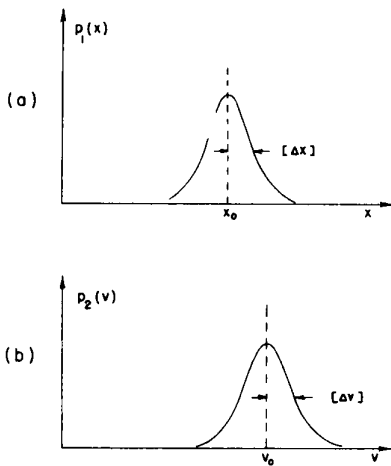 p₁(x)
(a)
[Δx]
x₀
x
p₂(v)
(b)
[Δv]
v₀
v